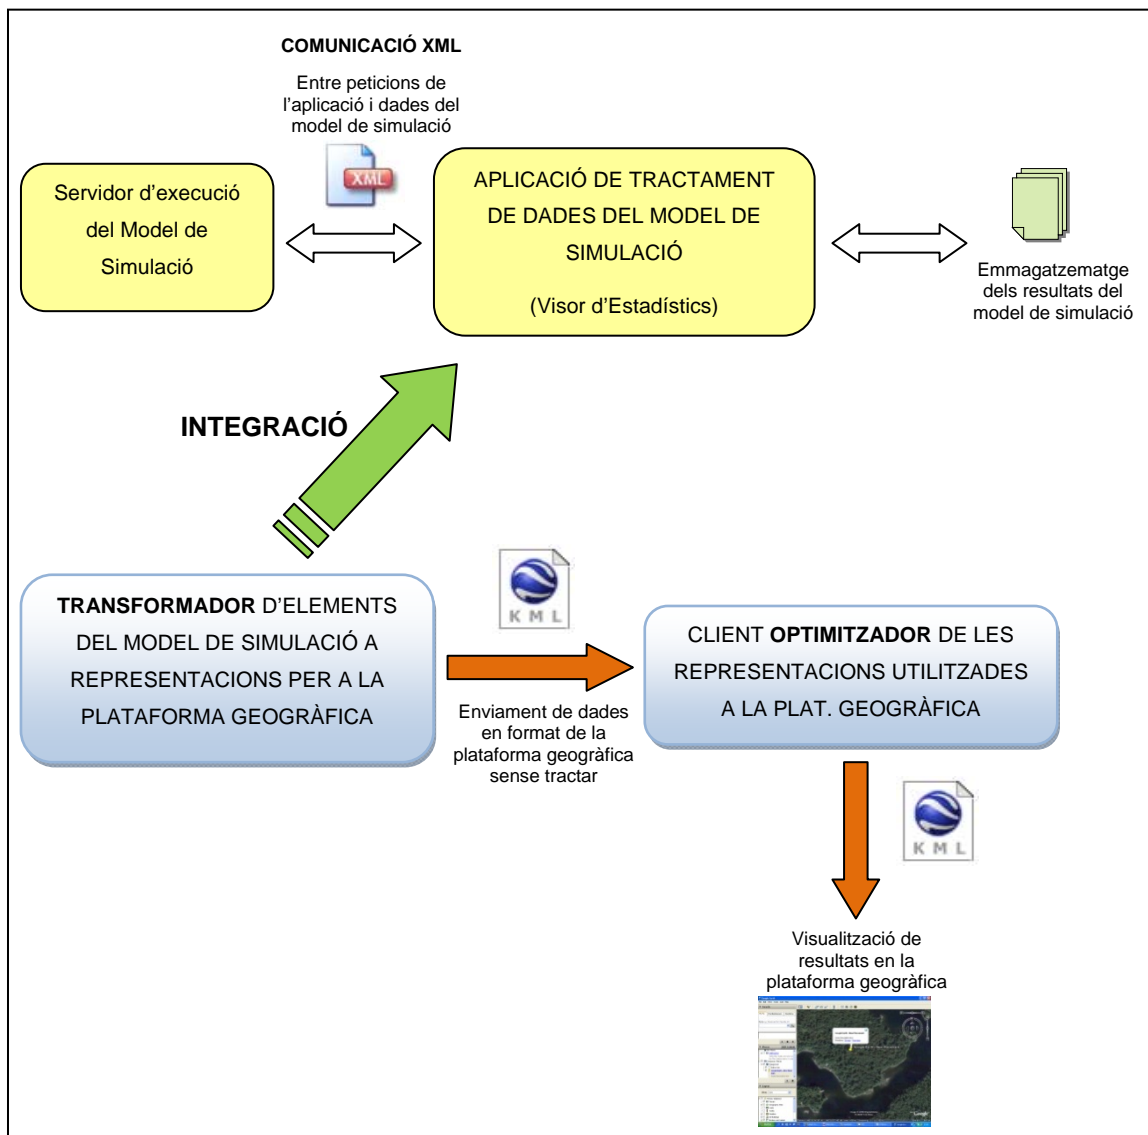 COMUNICACIÓ XML
Entre peticions de
l'aplicació i dades del
model de simulació
XML
Servidor d'execució
del Model de
Simulació
APLICACIÓ DE TRACTAMENT
DE DADES DEL MODEL DE
SIMULACIÓ
(Visor d'Estadístics)
Emmagatzematge
dels resultats del
model de simulació
INTEGRACIÓ
KML
TRANSFORMADOR D'ELEMENTS
DEL MODEL DE SIMULACIÓ A
REPRESENTACIONS PER A LA
PLATAFORMA GEOGRÀFICA
Enviament de dades
en format de la
plataforma geogràfica
sense tractar
CLIENT OPTIMITZADOR DE LES
REPRESENTACIONS UTILITZADES
A LA PLAT. GEOGRÀFICA
KML
Visualització de
resultats en la
plataforma geogràfica